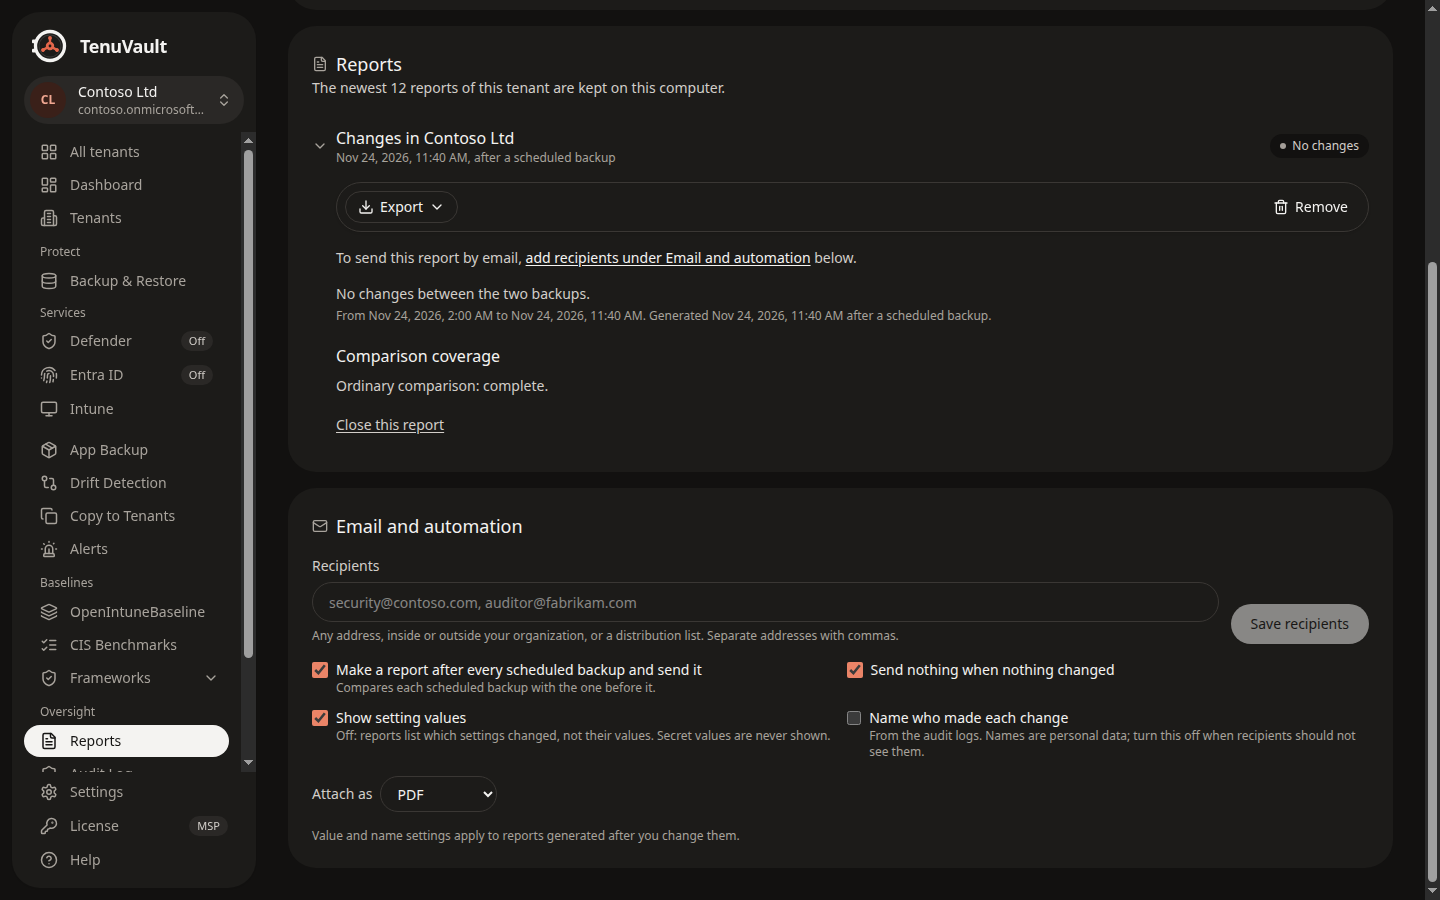 TenuVault
CL
Contoso Ltd
contoso.onmicrosoft...
All tenants
Dashboard
Tenants
Protect
Backup & Restore
Services
Defender
Off
Entra ID
Off
Intune
App Backup
Drift Detection
Copy to Tenants
Alerts
Baselines
OpenIntuneBaseline
CIS Benchmarks
Frameworks
Oversight
Reports
Audit Log
Settings
License
MSP
Help
Reports
The newest 12 reports of this tenant are kept on this computer.
Changes in Contoso Ltd
Nov 24, 2026, 11:40 AM, after a scheduled backup
No changes
Export
Remove
To send this report by email, add recipients under Email and automation below.
No changes between the two backups.
From Nov 24, 2026, 2:00 AM to Nov 24, 2026, 11:40 AM. Generated Nov 24, 2026, 11:40 AM after a scheduled backup.
Comparison coverage
Ordinary comparison: complete.
Close this report
Email and automation
Recipients
security@contoso.com, auditor@fabrikam.com
Save recipients
Any address, inside or outside your organization, or a distribution list. Separate addresses with commas.
Make a report after every scheduled backup and send it
Compares each scheduled backup with the one before it.
Send nothing when nothing changed
Show setting values
Off: reports list which settings changed, not their values. Secret values are never shown.
Name who made each change
From the audit logs. Names are personal data; turn this off when recipients should not
see them.
Attach as
PDF
Value and name settings apply to reports generated after you change them.